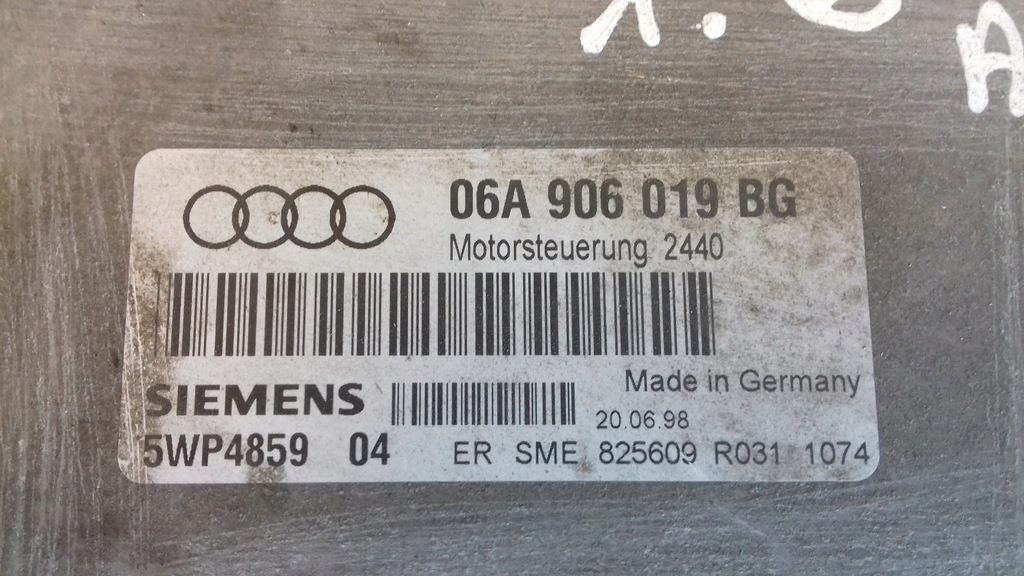 06A 906 019 BG
Motorsteuerung 2440
SIEMENS
Made in Germany
20.06.98
5WP4859 04
ER SME 825609 R031 1074